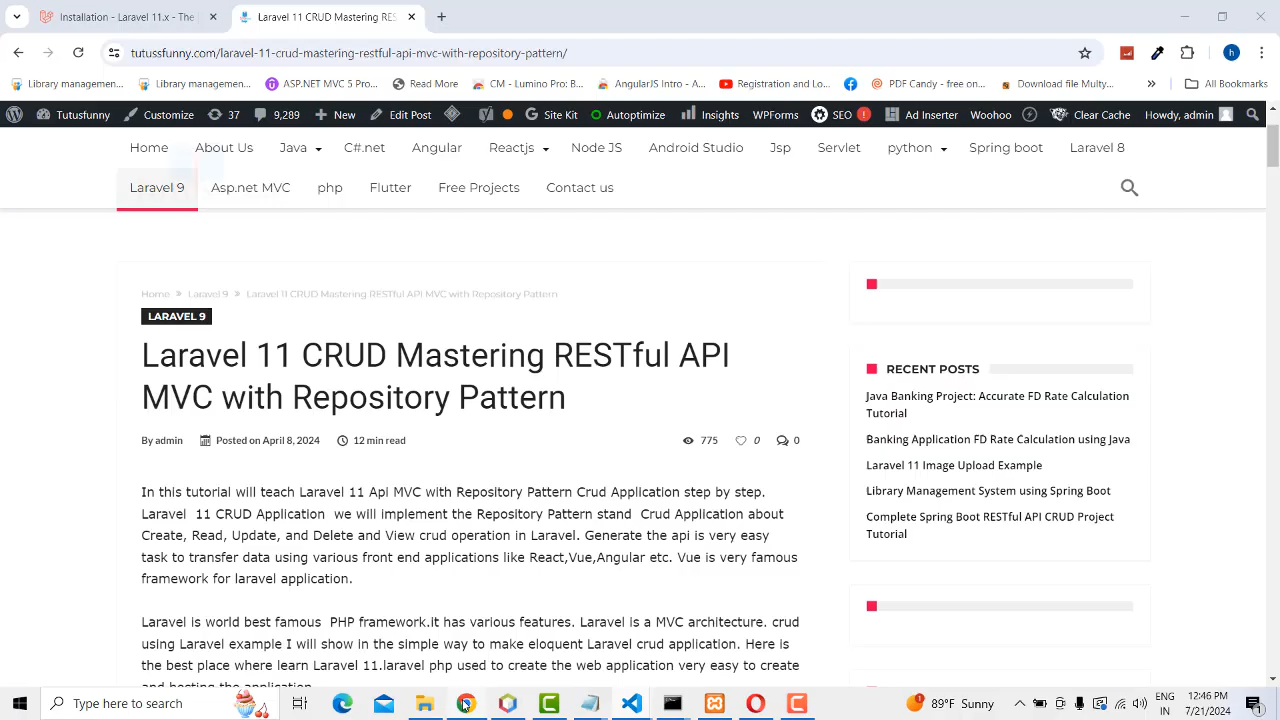 Laravel 11.x - The
Installation - Laravel 11.x - The
tutussfunny.com/laravel-11-crud-mastering-restful-api-mvc-with-repository-pattern/
h
Library managemen...
Library managemen...
ASP.NET MVC 5 Pro...
Read More
CM - Lumino Pro Bu...
AngularJS Intro - A...
Registration and Lo...
PDF Candy - free on...
Download file Multy...
»
All Bookmarks
Tutusfunny
Customize
37
9,289
New
Edit Post
Google Site Kit
Autoptimize
Insights
WPForms
SEO !
Ad Inserter
Woohoo
Clear Cache
Howdy, admin
Home
About Us
Java
C#.net
Angular
Reactjs
Node JS
Android Studio
Jsp
Servlet
python
Spring boot
Laravel 8
Laravel 9
Asp.net MVC
php
Flutter
Free Projects
Contact us
Home » Laravel 9 » Laravel 11 CRUD Mastering RESTful API MVC with Repository Pattern
LARAVEL 9
Laravel 11 CRUD Mastering RESTful API
MVC with Repository Pattern
By admin
Posted on April 8, 2024
12 min read
775
0
0
In this tutorial will teach Laravel 11 Api MVC with Repository Pattern Crud Application step by step.
Laravel 11 CRUD Application we will implement the Repository Pattern stand Crud Application about
Create, Read, Update, and Delete and View crud operation in Laravel. Generate the api is very easy
task to transfer data using various front end applications like React,Vue,Angular etc. Vue is very famous
framework for laravel application.
Laravel is world best famous PHP framework.it has various features. Laravel is a MVC architecture. crud
using Laravel example I will show in the simple way to make eloquent Laravel crud application. Here is
the best place where learn Laravel 11.laravel php used to create the web application very easy to create
and hosting the application.
RECENT POSTS
Java Banking Project: Accurate FD Rate Calculation
Tutorial
Banking Application FD Rate Calculation using Java
Laravel 11 Image Upload Example
Library Management System using Spring Boot
Complete Spring Boot RESTful API CRUD Project
Tutorial
Type here to search
89°F Sunny
ENG
IN
12:46 PM
7/21/2024